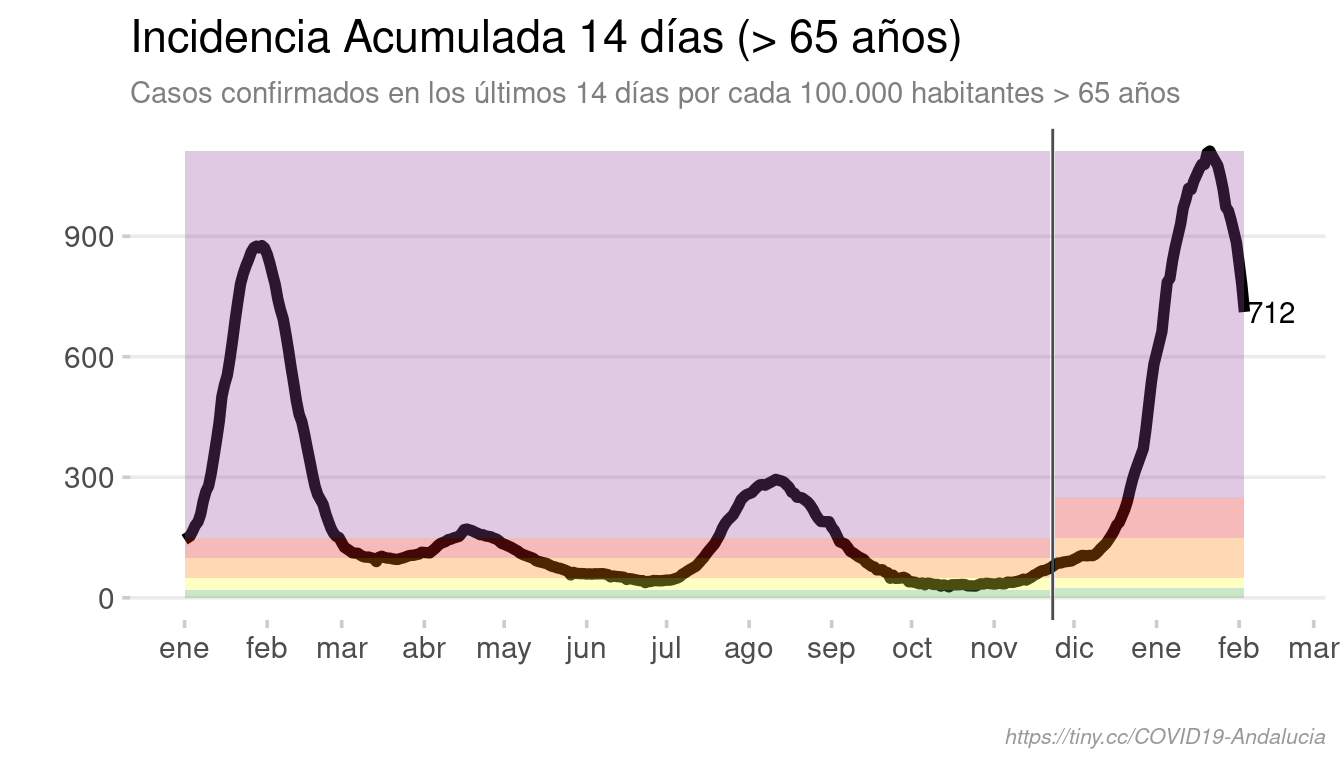 Incidencia Acumulada 14 días (> 65 años)
Casos confirmados en los últimos 14 días por cada 100.000 habitantes > 65 años
900
600
300
0
712
ene feb mar abr may jun jul ago sep oct nov dic ene feb mar
https://tiny.cc/COVID19-Andalucia